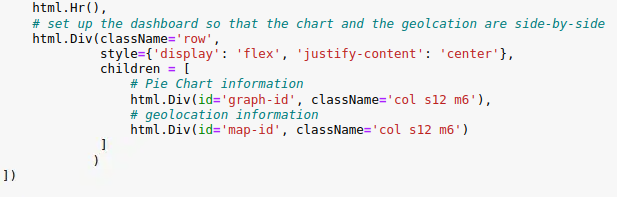 html.Hr(),
    # set up the dashboard so that the chart and the geolcation are side-by-side
    html.Div(className='row',
             style={'display': 'flex', 'justify-content': 'center'},
             children = [
                 # Pie Chart information
                 html.Div(id='graph-id', className='col s12 m6'),
                 # geolocation information
                 html.Div(id='map-id', className='col s12 m6')
             ]
            )
])